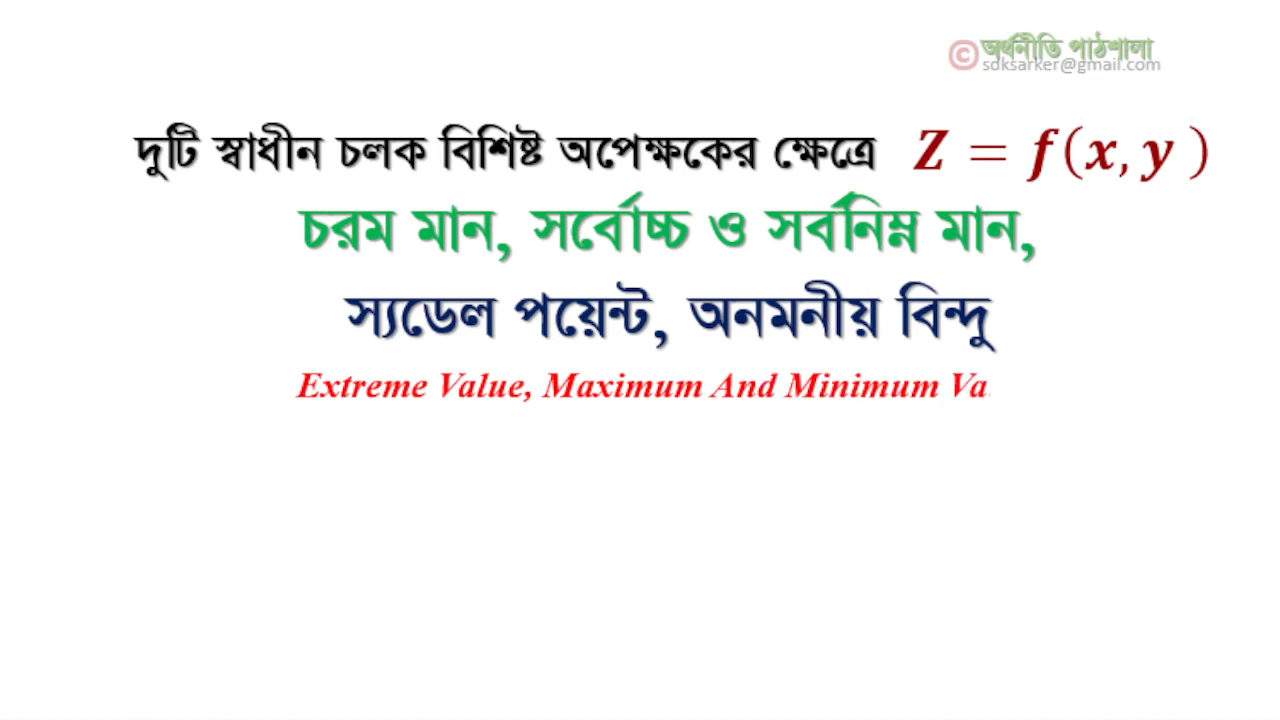 © অর্থনীতি পাঠশালা
sdksarker@gmail.com
দুটি স্বাধীন চলক বিশিষ্ট অপেক্ষকের ক্ষেত্রে Z = f(x, y )
চরম মান, সর্বোচ্চ ও সর্বনিম্ন মান,
স্যডেল পয়েন্ট, অনমনীয় বিন্দু
Extreme Value, Maximum And Minimum Va